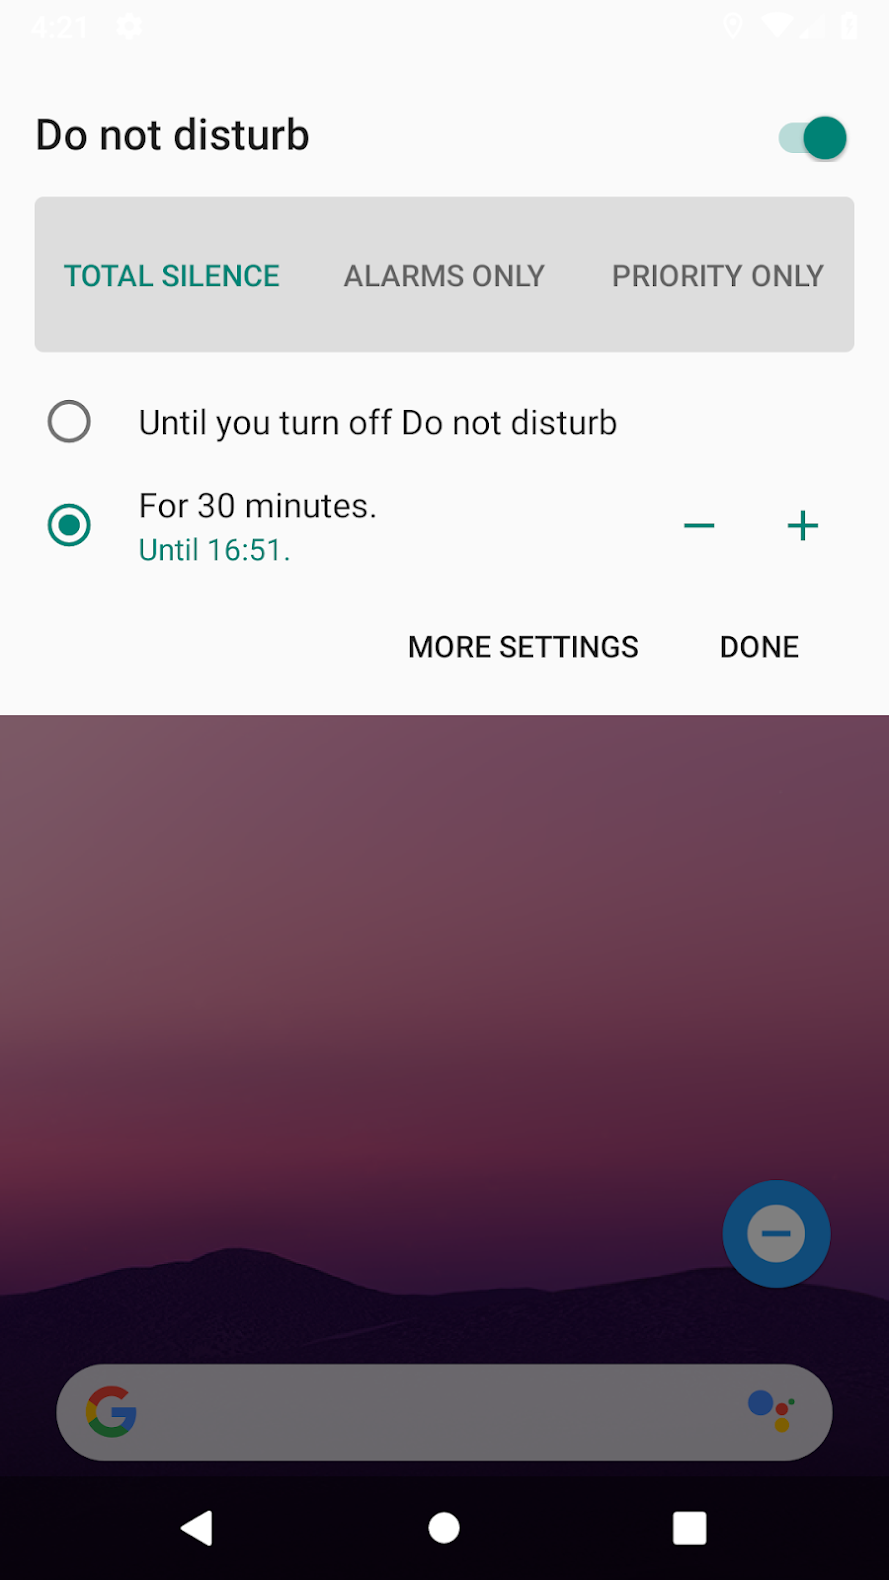 4:21
Do not disturb
TOTAL SILENCE ALARMS ONLY PRIORITY ONLY
Until you turn off Do not disturb
For 30 minutes.
Until 16:51.
MORE SETTINGS DONE